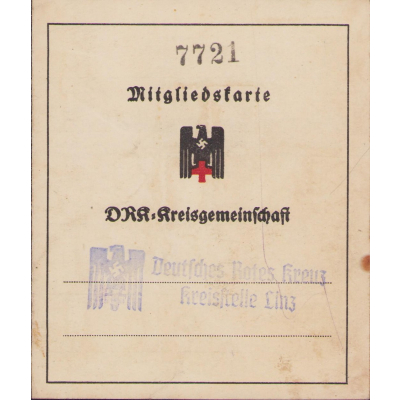 7721
Mitgliedskarte
DRK-Kreisgemeinschaft
Deutsches Rotes Kreuz
Kreisstelle Linz